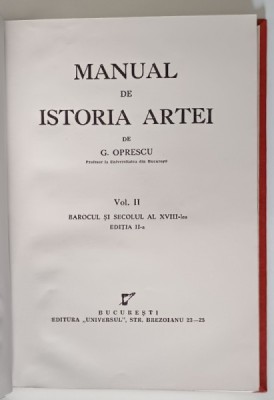 MANUAL
DE
ISTORIA ARTEI
DE
G. OPRESCU
Profesor la Universitatea din București
Vol. II
BAROCUL ȘI SECOLUL AL XVIII-lea
EDIȚIA II-a
BUCUREȘTI
EDITURA „UNIVERSUL", STR. BREZOIANU 23—25